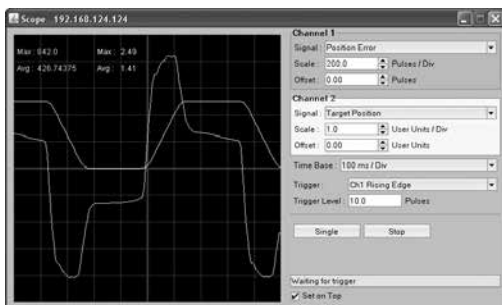 Scope 192.168.124.124
Max: 842.0 Max: 2.49
Avg: 426.74375 Avg: 1.41
Channel 1
Signal: Position Error
Scale: 200.0 Pulses / Div
Offset: 0.00 Pulses
Channel 2
Signal: Target Position
Scale: 1.0 User Units / Div
Offset: 0.00 User Units
Time Base: 100 ms / Div
Trigger: Ch1 Rising Edge
Trigger Level: 10.0 Pulses
Single Stop
Waiting for trigger
Set on Top